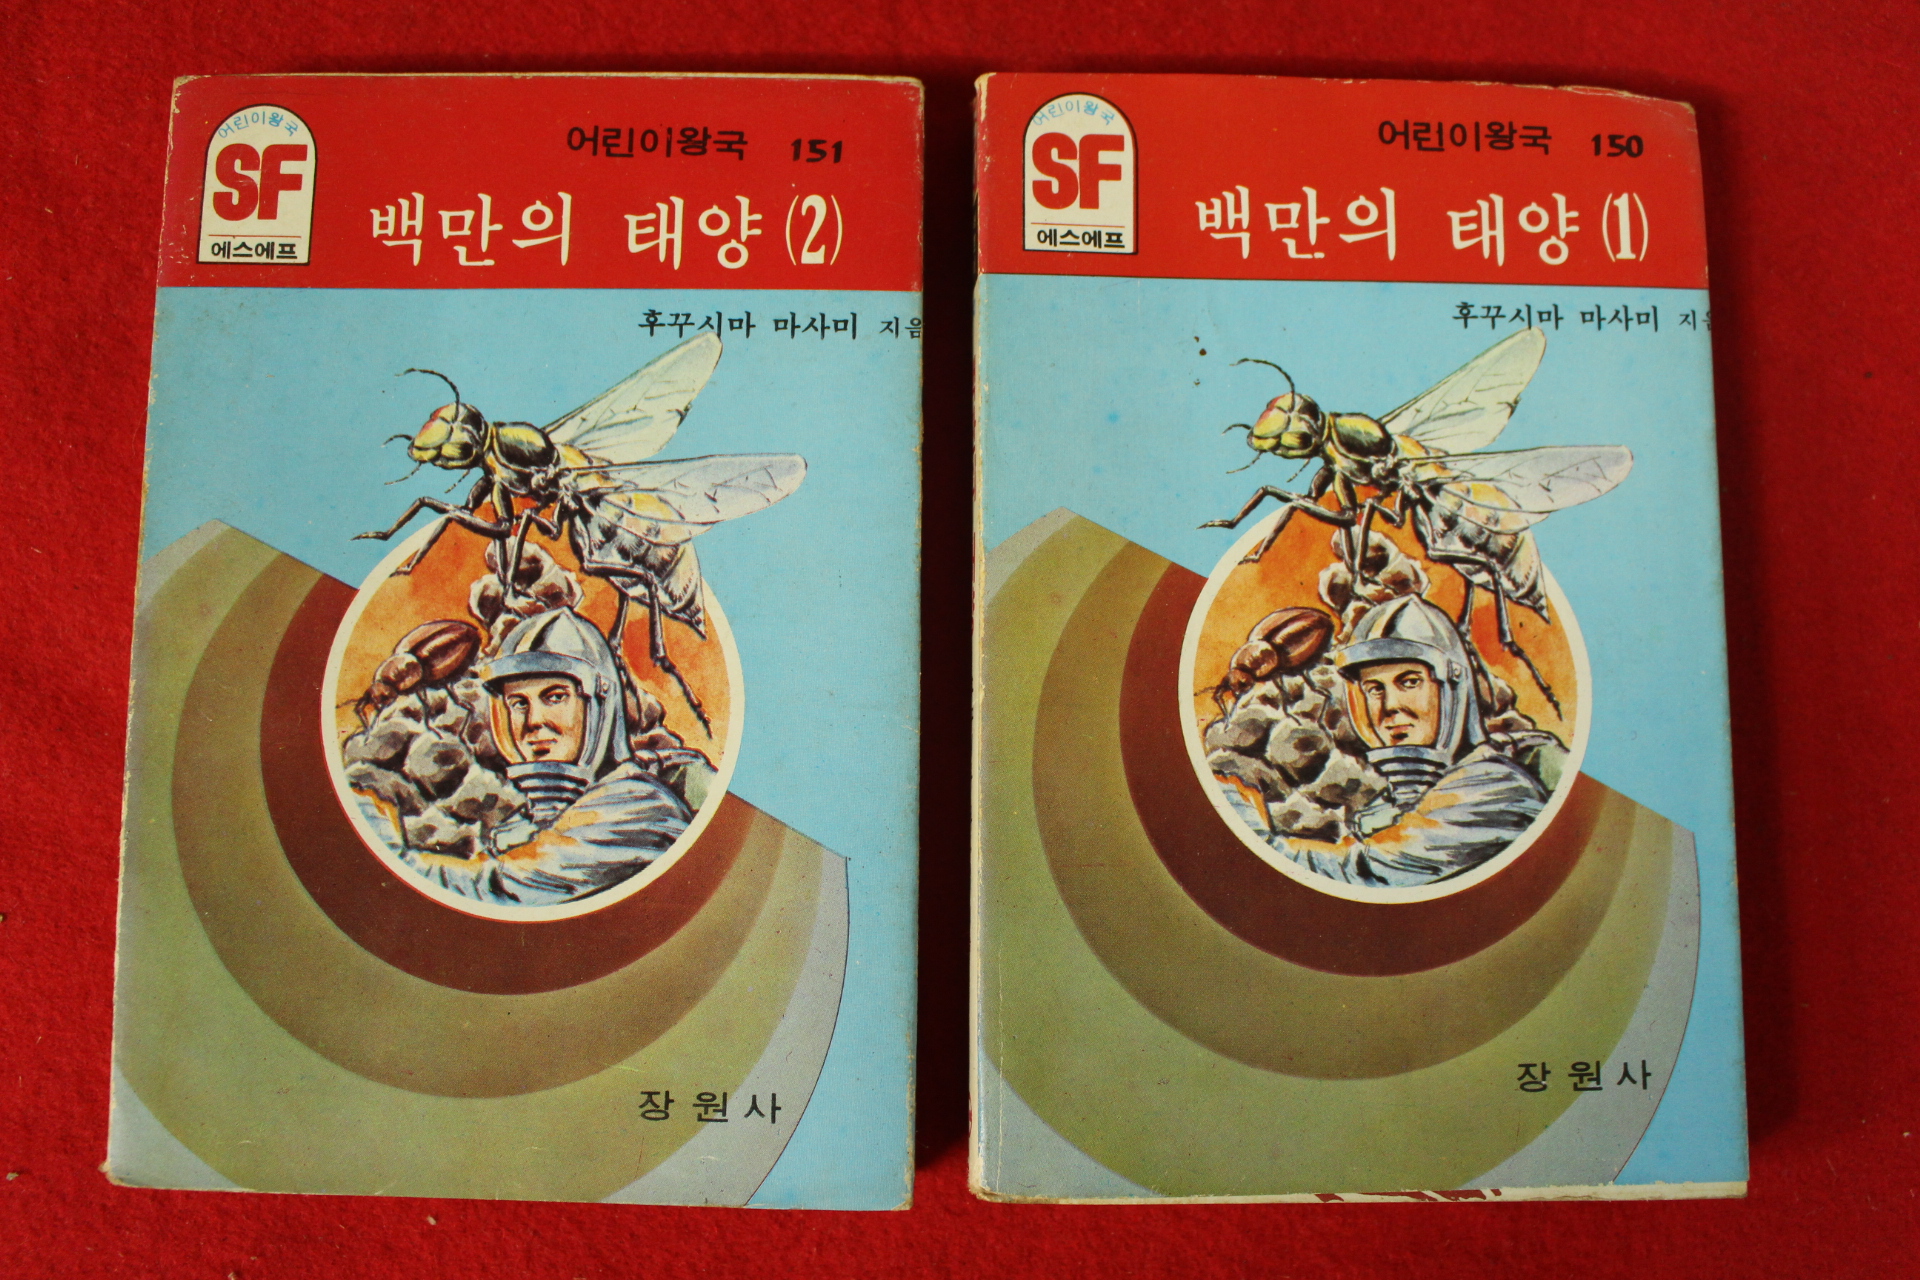 어린이왕국
SF
에스에프
어린이왕국 151
백만의 태양 (2)
후꾸시마 마사미 지음
장원사
어린이왕국
SF
에스에프
어린이왕국 150
백만의 태양 (1)
후꾸시마 마사미 지
장원사